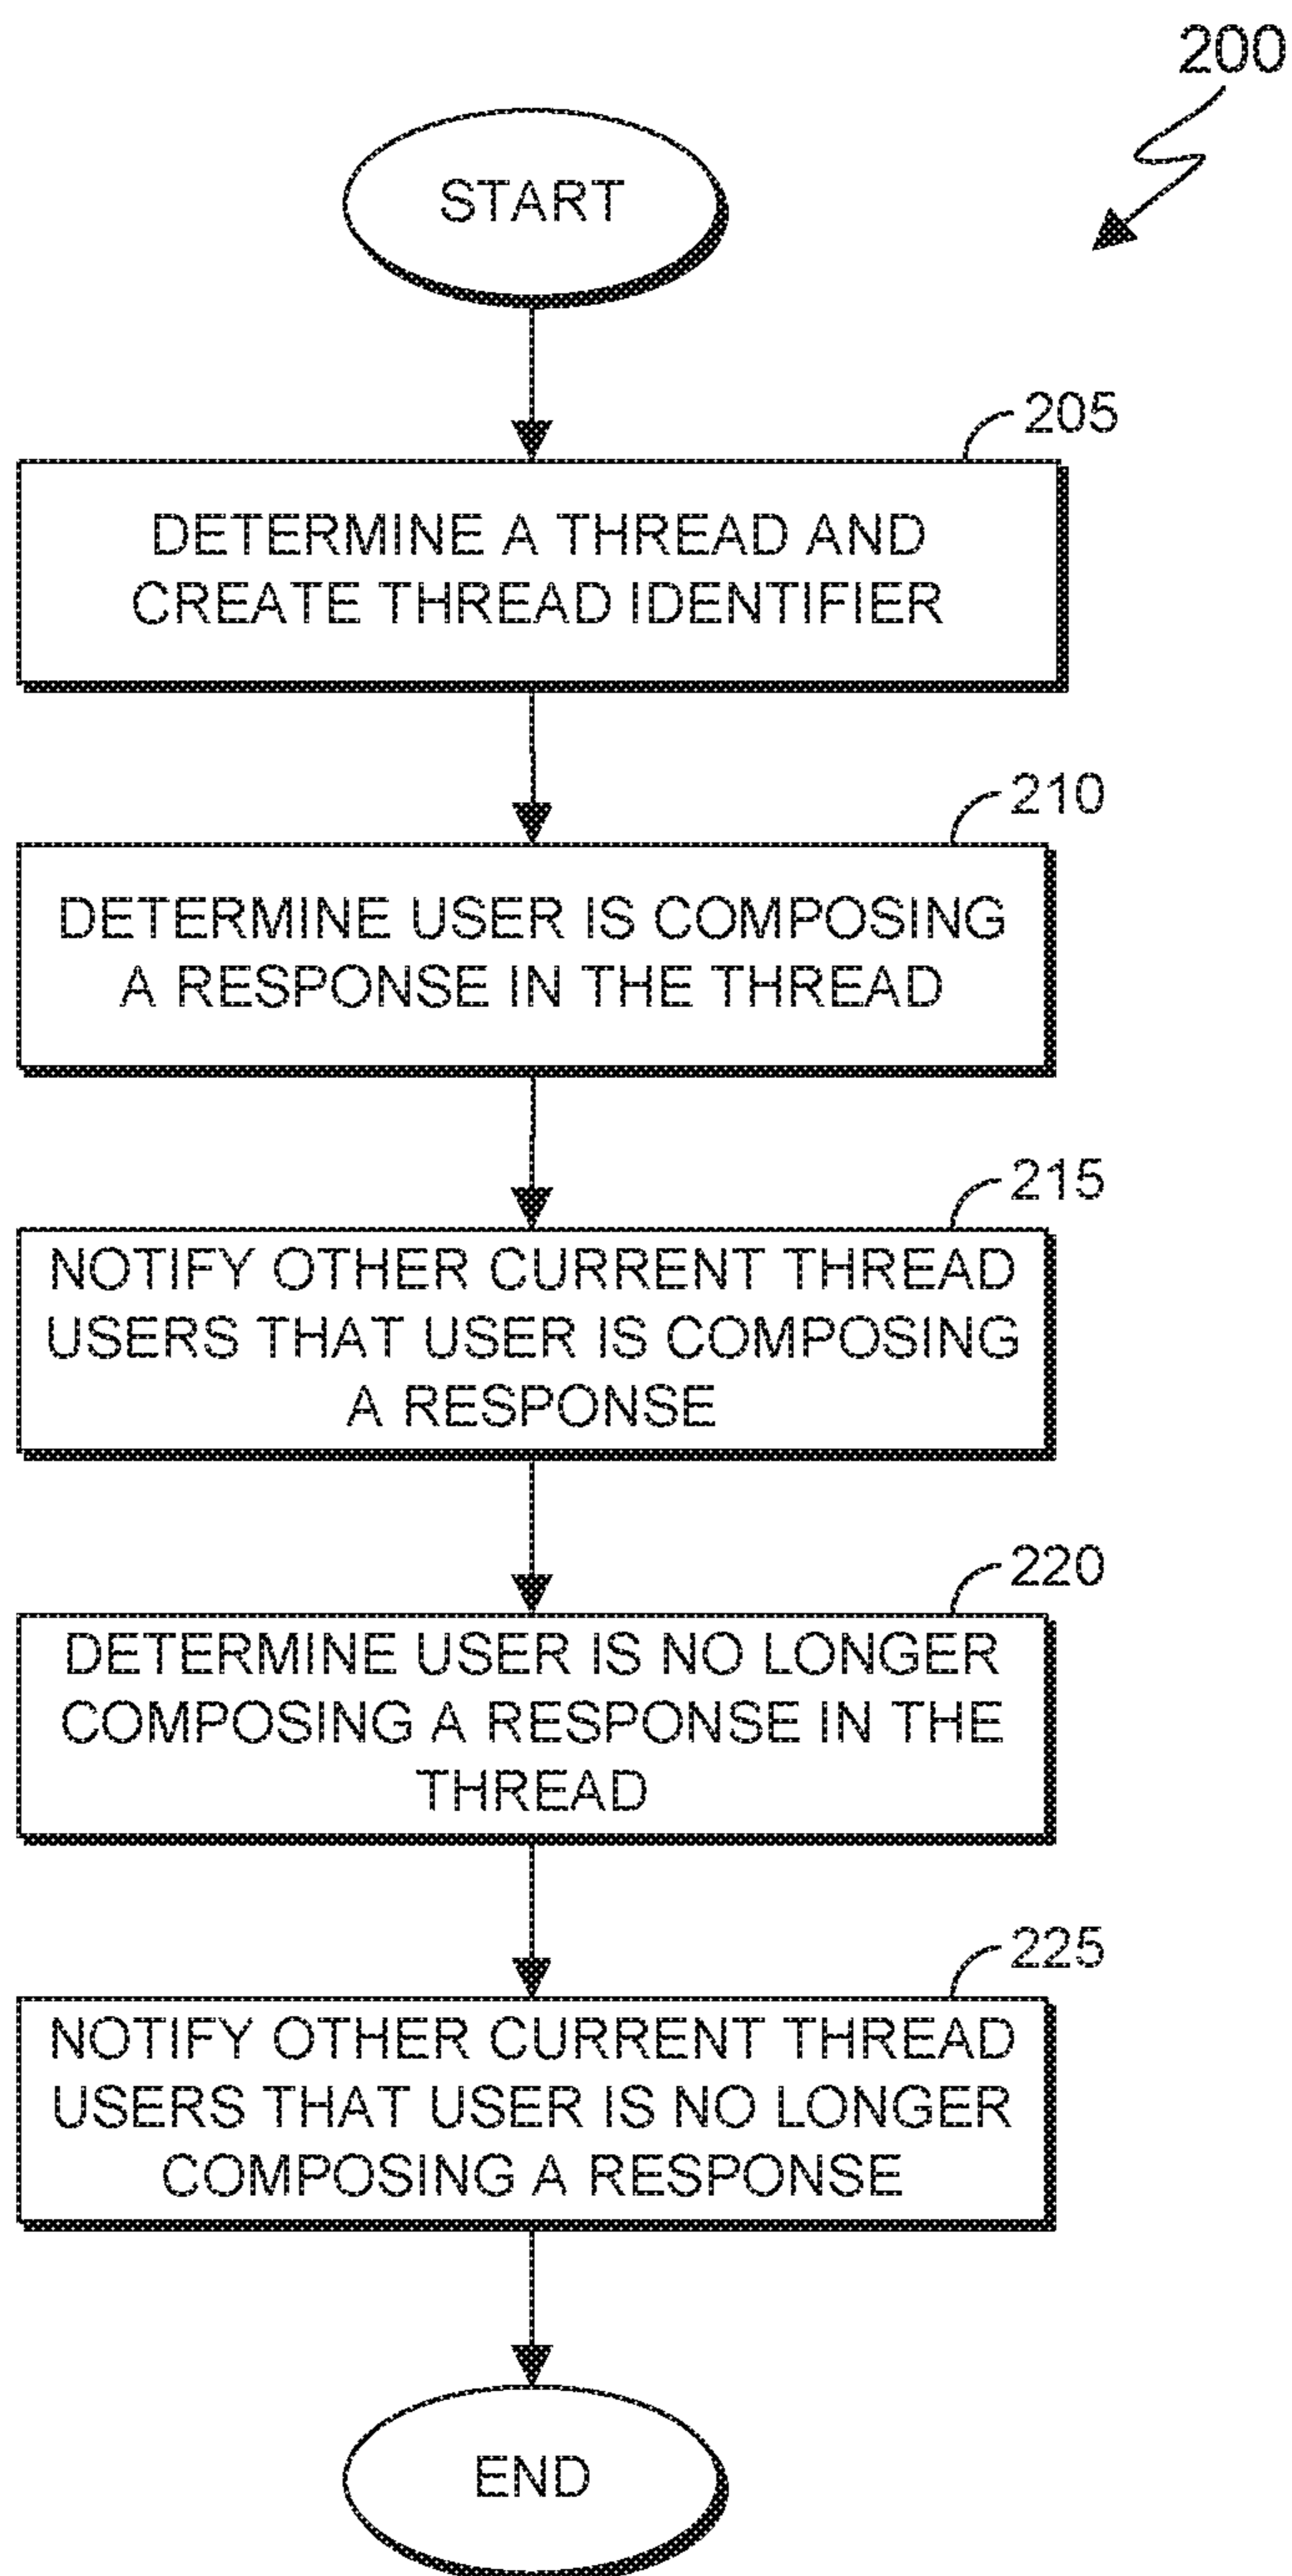 200
START
205
DETERMINE A THREAD AND
CREATE THREAD IDENTIFIER
210
DETERMINE USER IS COMPOSING
A RESPONSE IN THE THREAD
215
NOTIFY OTHER CURRENT THREAD
USERS THAT USER IS COMPOSING
A RESPONSE
220
DETERMINE USER IS NO LONGER
COMPOSING A RESPONSE IN THE
THREAD
225
NOTIFY OTHER CURRENT THREAD
USERS THAT USER IS NO LONGER
COMPOSING A RESPONSE
END